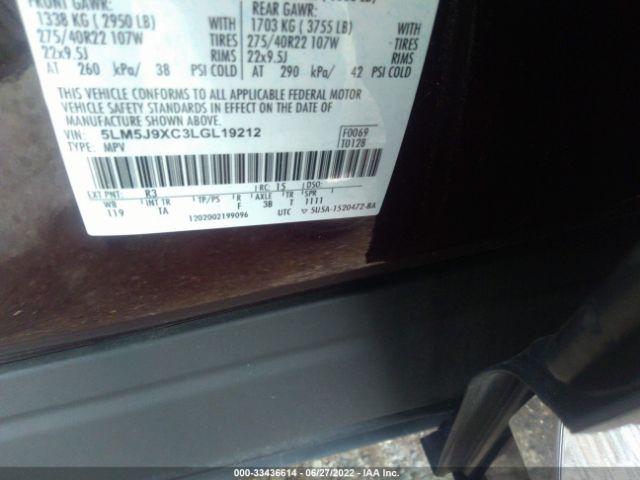 FRONT GAWR: REAR GAWR:
1338 KG ( 2950 LB) WITH 1703 KG ( 3755 LB) WITH
275/40R22 107W TIRES 275/40R22 107W TIRES
22x9.5J RIMS 22x9.5J RIMS
AT 260 kPa/ 38 PSI COLD AT 290 kPa/ 42 PSI COLD
THIS VEHICLE CONFORMS TO ALL APPLICABLE FEDERAL MOTOR
VEHICLE SAFETY STANDARDS IN EFFECT ON THE DATE OF
MANUFACTURE SHOWN ABOVE.
VIN: 5LM5J9XC3LGL19212 F0069
TYPE: MPV T0128
EXT PNT: R3 RC: 15 DSO:
WB INT TR TP/PS R AXLE TR SPR
119 TA F 3B T 1111
1202002199096 UTC ▽ 5U5A-1520472-BA
000-33436614 - 06/27/2022 - IAA Inc.